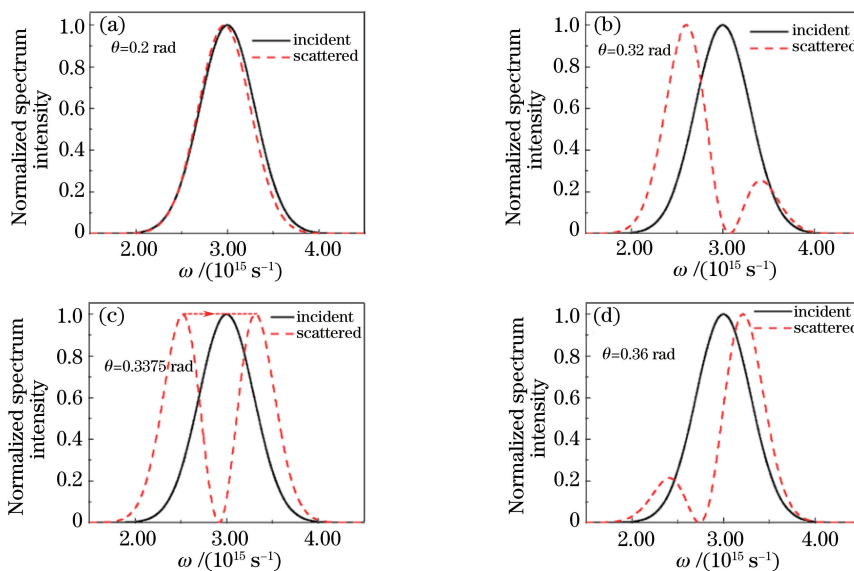 (a)
θ=0.2 rad
incident
scattered
1.0
0.8
0.6
0.4
0.2
0
Normalized spectrum
intensity
2.00 3.00 4.00
ω /(10¹⁵ s⁻¹)
(b)
θ=0.32 rad
incident
scattered
1.0
0.8
0.6
0.4
0.2
0
Normalized spectrum
intensity
2.00 3.00 4.00
ω /(10¹⁵ s⁻¹)
(c)
θ=0.3375 rad
incident
scattered
1.0
0.8
0.6
0.4
0.2
0
Normalized spectrum
intensity
2.00 3.00 4.00
ω /(10¹⁵ s⁻¹)
(d)
θ=0.36 rad
incident
scattered
1.0
0.8
0.6
0.4
0.2
0
Normalized spectrum
intensity
2.00 3.00 4.00
ω /(10¹⁵ s⁻¹)